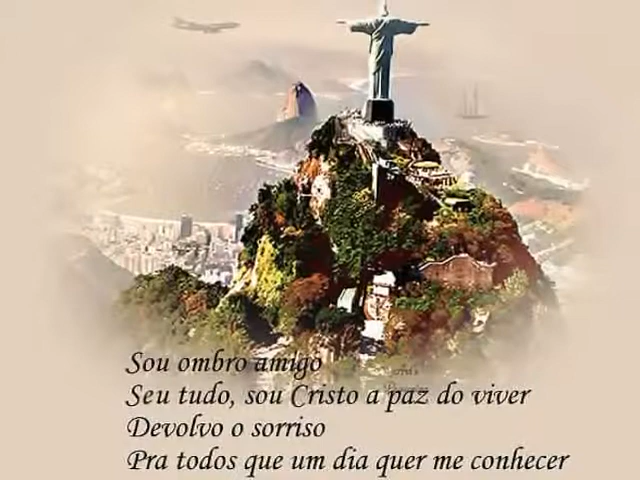 Sou ombro amigo
Seu tudo, sou Cristo a paz do viver
Devolvo o sorriso
Pra todos que um dia quer me conhecer